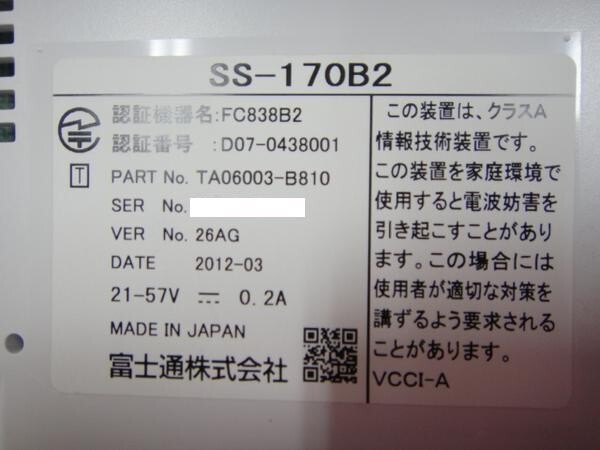 SS-170B2
認証機器名:FC838B2
認証番号 :D07-0438001
T PART No. TA06003-B810
SER No.
VER No. 26AG
DATE 2012-03
21-57V ⎓ 0.2A
MADE IN JAPAN
富士通株式会社
この装置は、クラスA
情報技術装置です。
この装置を家庭環境で
使用すると電波妨害を
引き起こすことがあり
ます。この場合には
使用者が適切な対策を
講ずるよう要求される
ことがあります。
VCCI-A